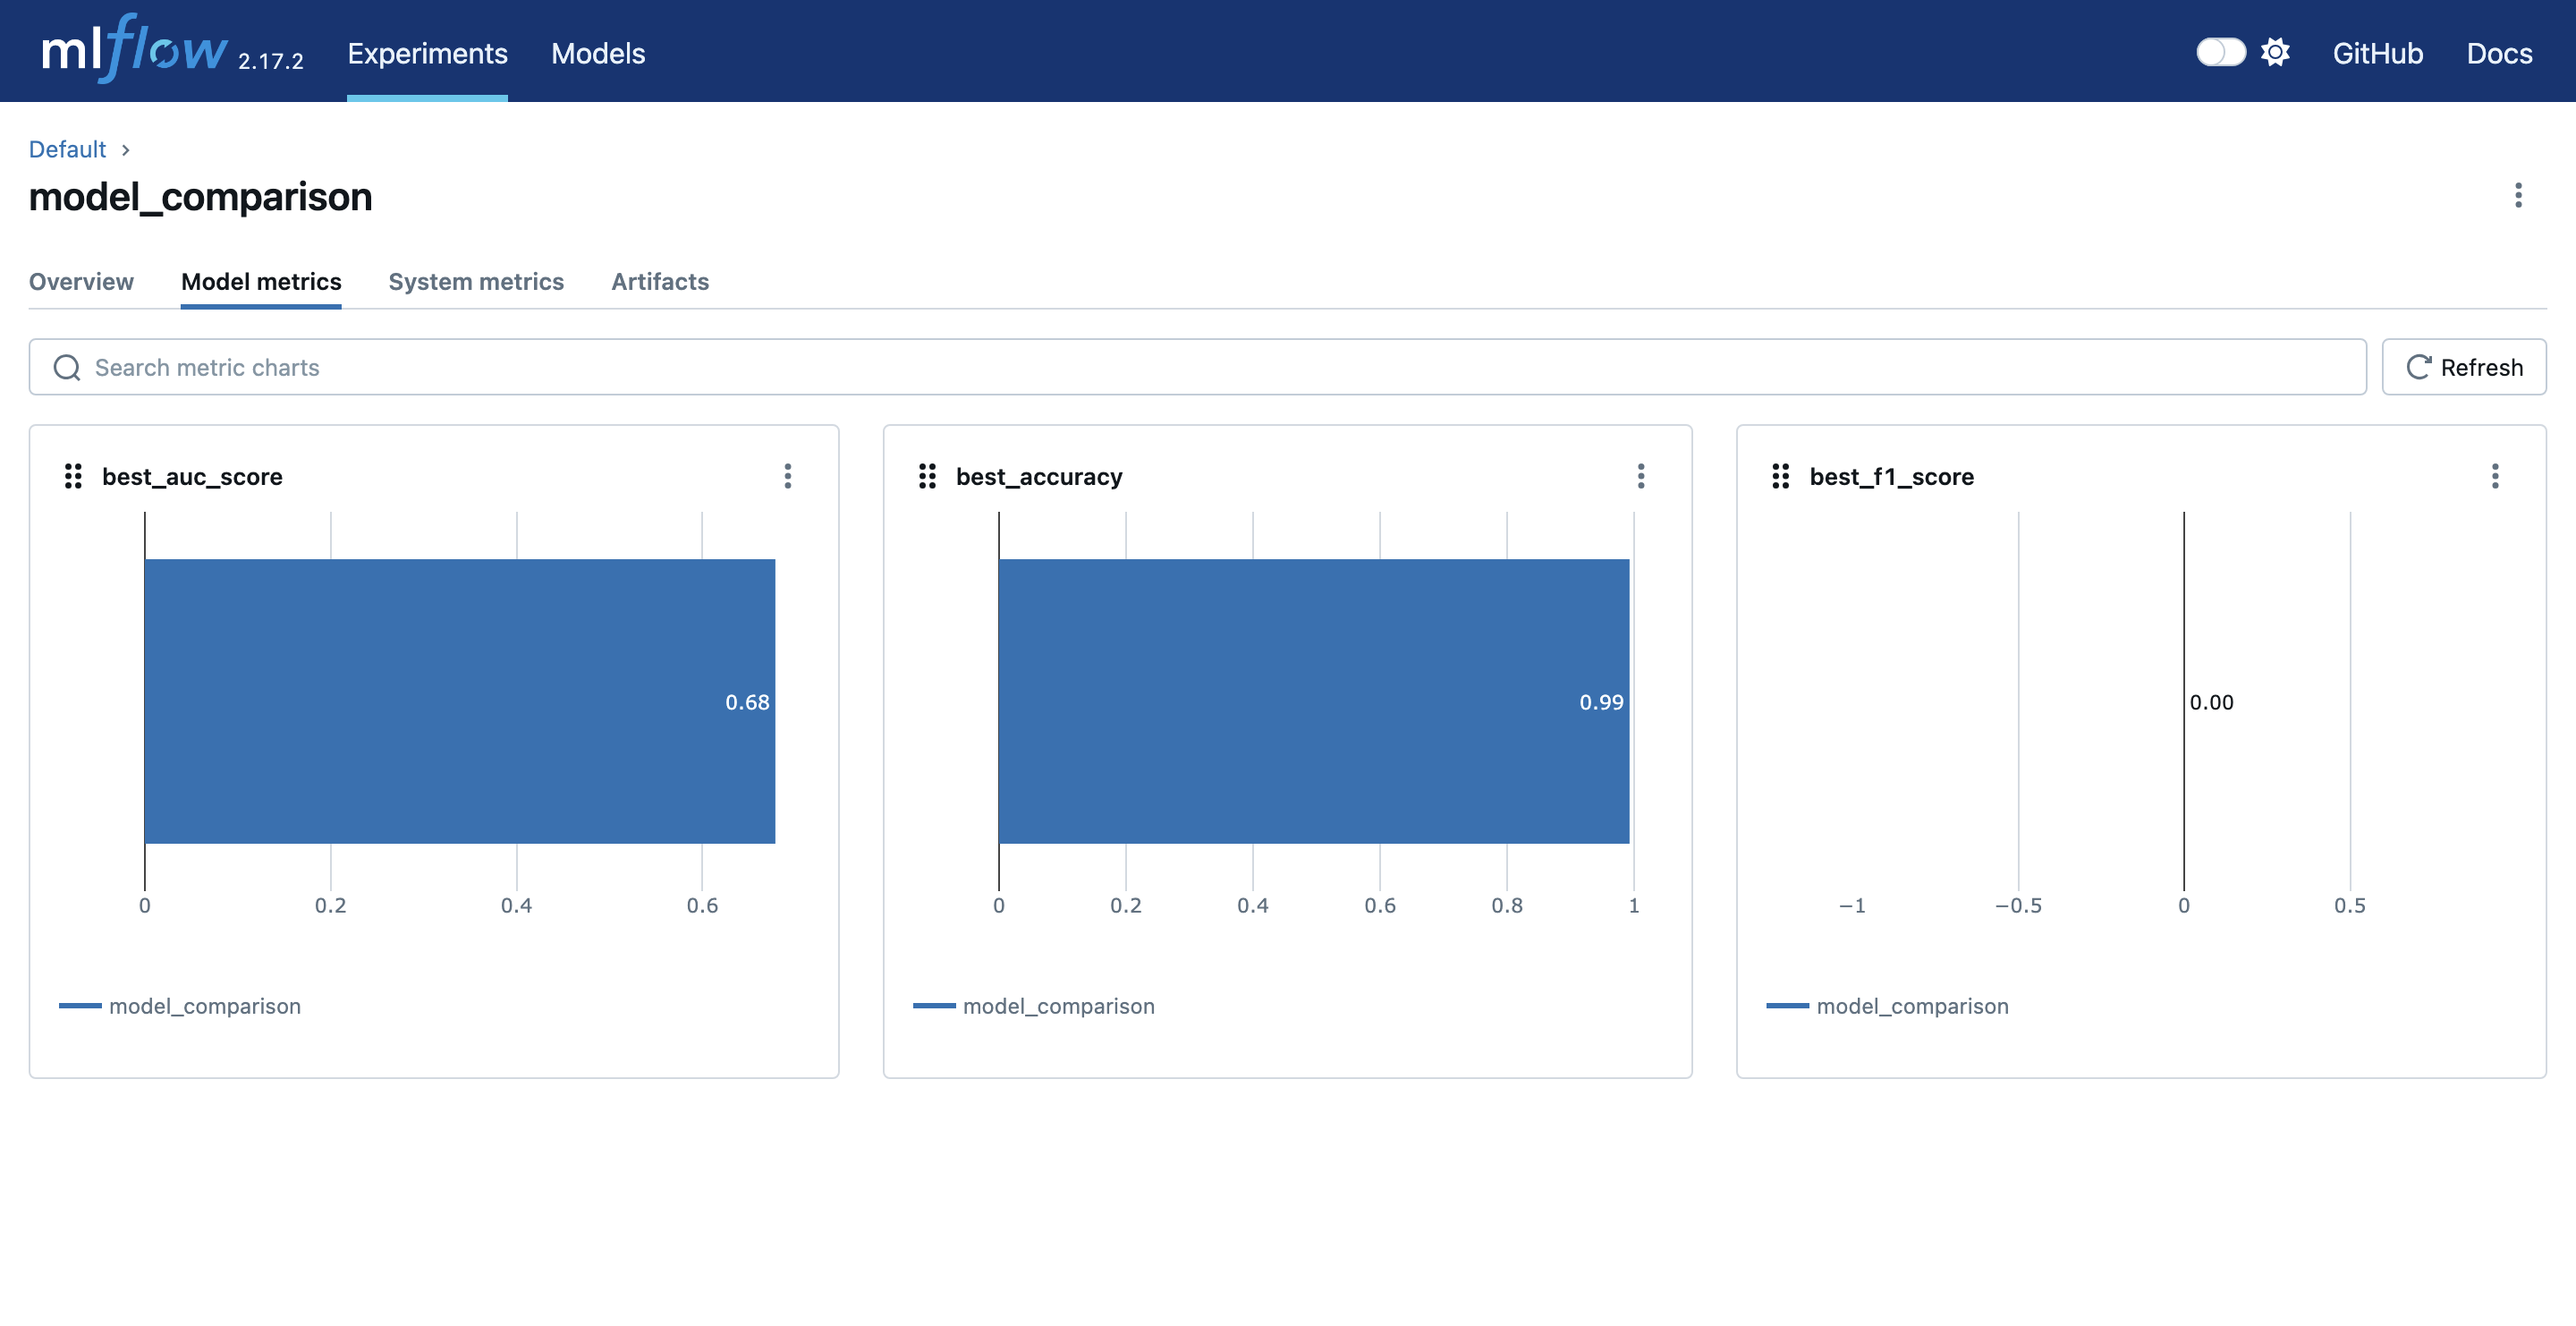 mlflow 2.17.2 Experiments Models GitHub Docs
Default
model_comparison
Overview Model metrics System metrics Artifacts
Search metric charts Refresh
best_auc_score
0.68
0 0.2 0.4 0.6
model_comparison
best_accuracy
0.99
0 0.2 0.4 0.6 0.8 1
model_comparison
best_f1_score
0.00
−1 −0.5 0 0.5
model_comparison